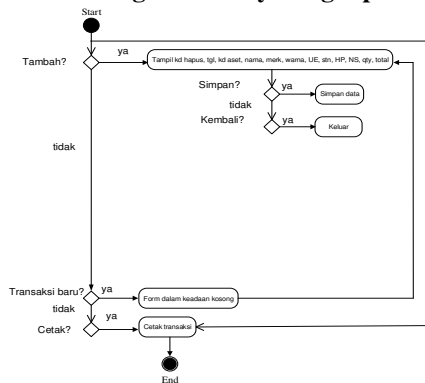 Start
Tambah?
ya
Tampil kd hapus, tgl, kd aset, nama, merk, warna, UE, stn, HP, NS, qty, total
Simpan?
ya
Simpan data
tidak
Kembali?
ya
Keluar
tidak
Transaksi baru?
ya
Form dalam keadaan kosong
tidak
Cetak?
ya
Cetak transaksi
End